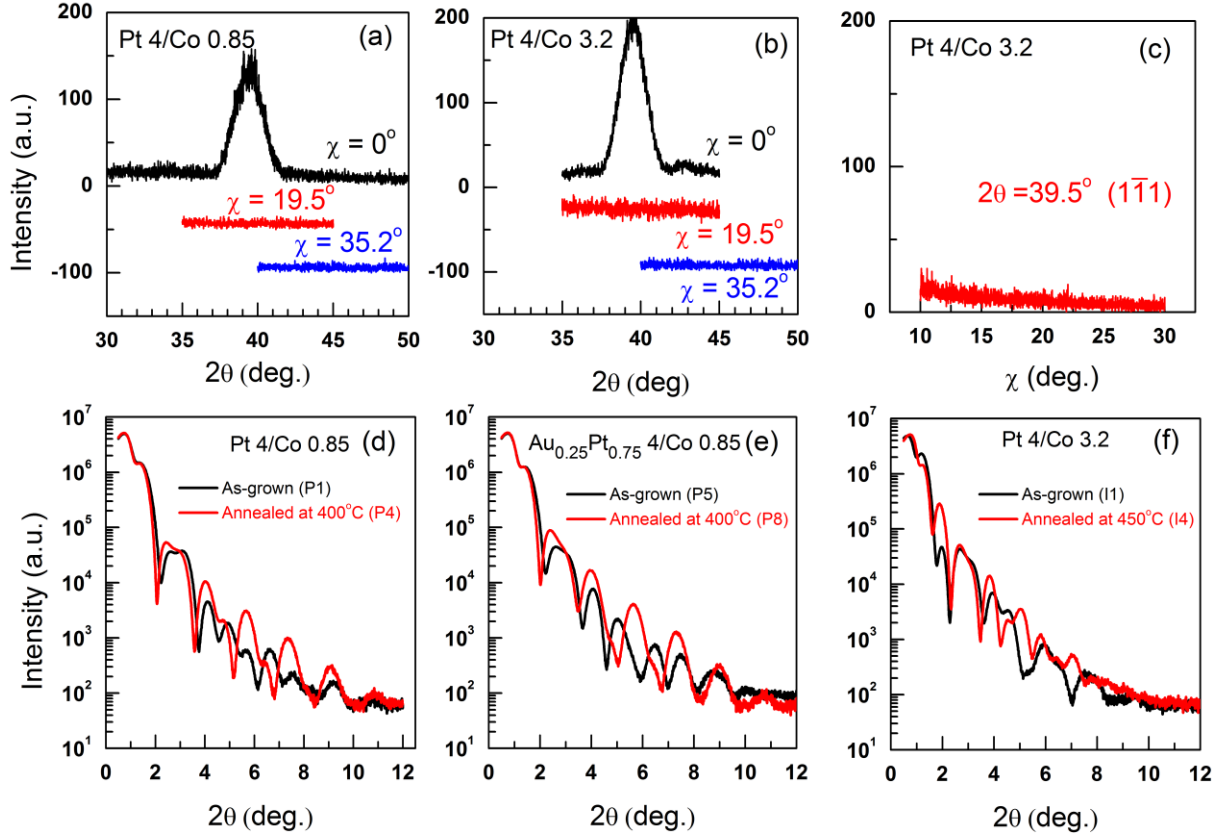 Pt 4/Co 0.85
(a)
χ = 0°
χ = 19.5°
χ = 35.2°
200
100
0
-100
30 35 40 45 50
2θ (deg.)
Intensity (a.u.)
Pt 4/Co 3.2
(b)
χ = 0°
χ = 19.5°
χ = 35.2°
200
100
0
-100
30 35 40 45 50
2θ (deg)
Pt 4/Co 3.2
(c)
2θ =39.5° (11̅1)
200
100
0
10 15 20 25 30
χ (deg.)
Pt 4/Co 0.85
(d)
As-grown (P1)
Annealed at 400°C (P4)
10⁷
10⁶
10⁵
10⁴
10³
10²
10¹
0 2 4 6 8 10 12
2θ (deg.)
Intensity (a.u.)
Au₀.₂₅Pt₀.₇₅ 4/Co 0.85
(e)
As-grown (P5)
Annealed at 400°C (P8)
10⁷
10⁶
10⁵
10⁴
10³
10²
10¹
0 2 4 6 8 10 12
2θ (deg.)
Pt 4/Co 3.2
(f)
As-grown (I1)
Annealed at 450°C (I4)
10⁷
10⁶
10⁵
10⁴
10³
10²
10¹
0 2 4 6 8 10 12
2θ (deg.)